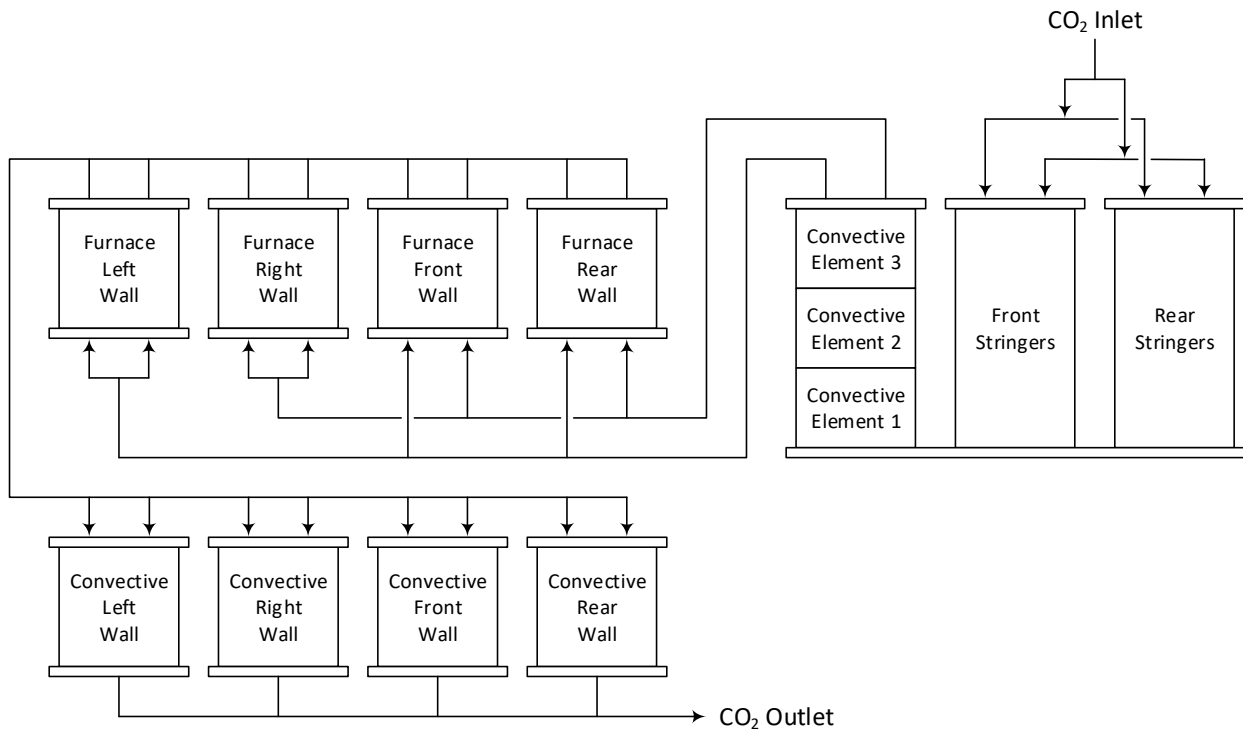 CO₂ Inlet
Furnace
Left
Wall
Furnace
Right
Wall
Furnace
Front
Wall
Furnace
Rear
Wall
Convective
Element 3
Convective
Element 2
Convective
Element 1
Front
Stringers
Rear
Stringers
Convective
Left
Wall
Convective
Right
Wall
Convective
Front
Wall
Convective
Rear
Wall
CO₂ Outlet